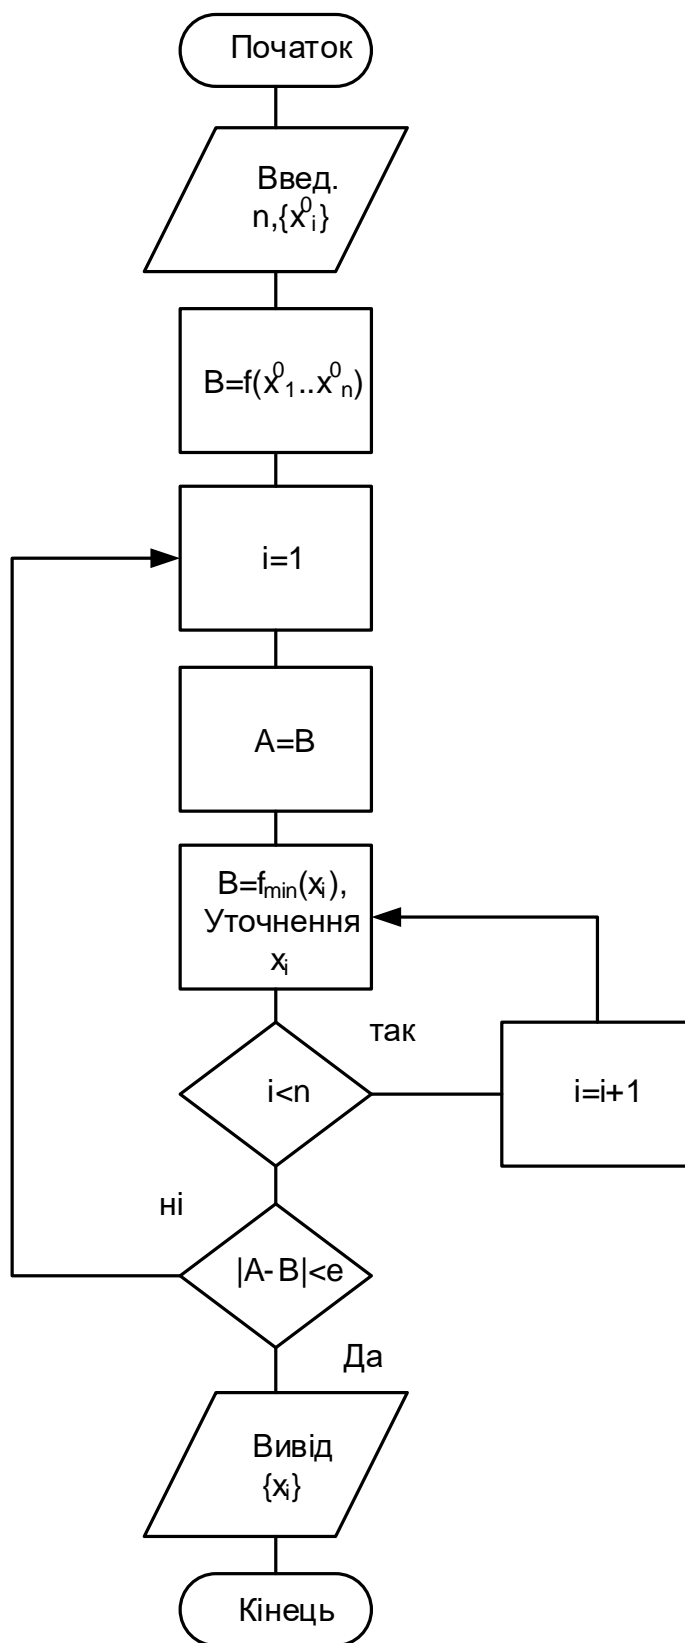 Початок
Введ.
n,{x⁰ᵢ}
B=f(x⁰₁..x⁰ₙ)
i=1
A=B
B=fmin(xᵢ),
Уточнення
xᵢ
так
i<n
i=i+1
ні
|A-B|<e
Да
Вивід
{xᵢ}
Кінець